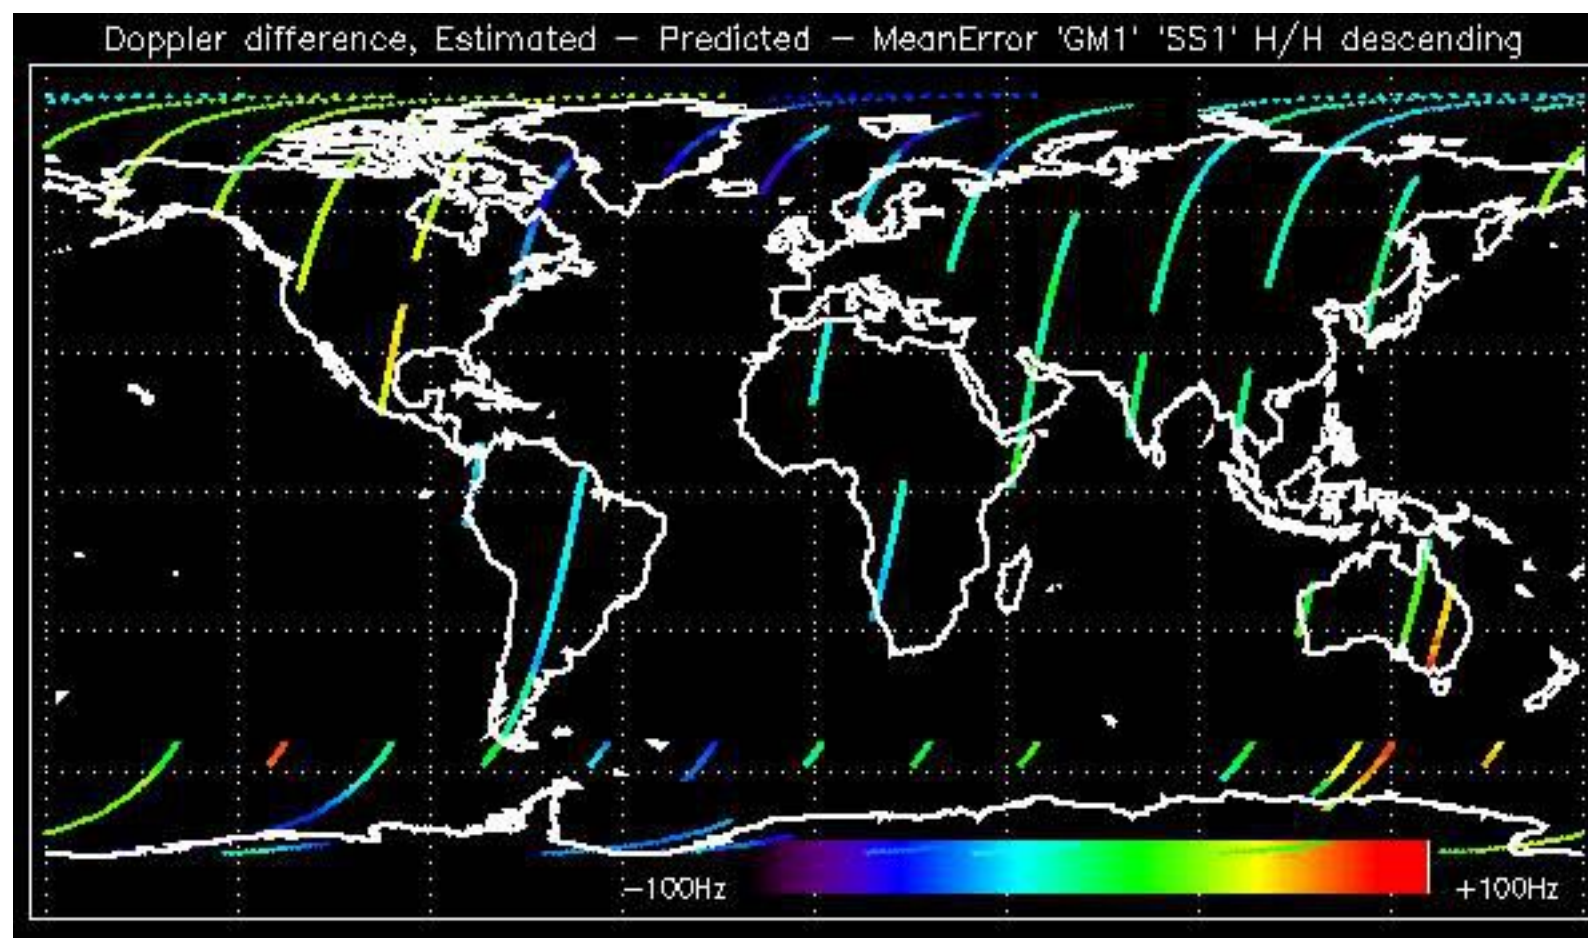 Doppler difference, Estimated – Predicted – MeanError 'GM1' 'SS1' H/H descending
–100Hz +100Hz